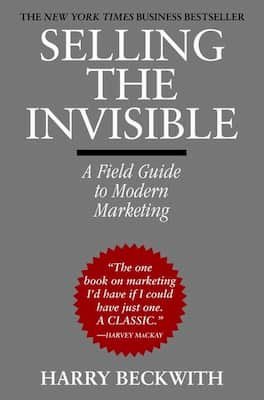 THE NEW YORK TIMES BUSINESS BESTSELLER
SELLING
THE
INVISIBLE
A Field Guide
to Modern
Marketing
“The one
book on marketing
I’d have if I could
have just one.
A CLASSIC.”
—HARVEY MACKAY
HARRY BECKWITH